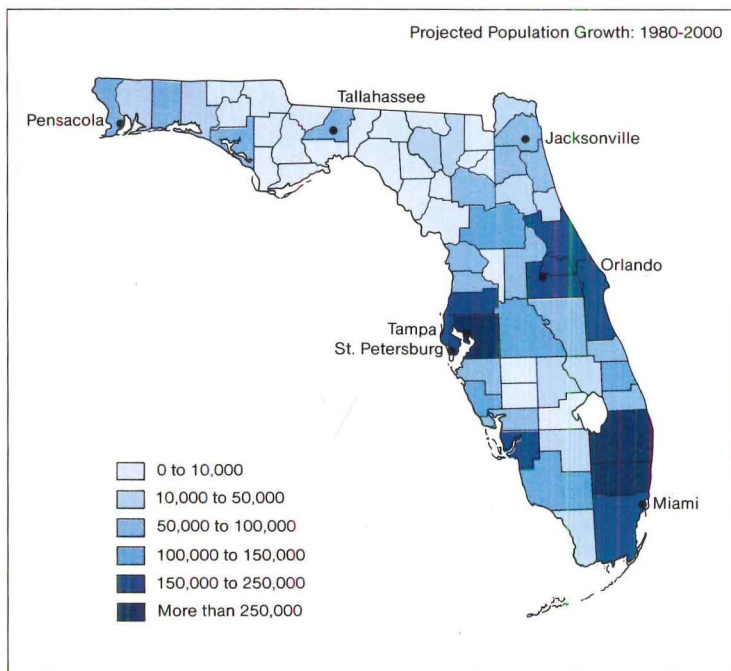 Projected Population Growth: 1980-2000
Tallahassee
Pensacola
Jacksonville
Orlando
Tampa
St. Petersburg
Miami
0 to 10,000
10,000 to 50,000
50,000 to 100,000
100,000 to 150,000
150,000 to 250,000
More than 250,000